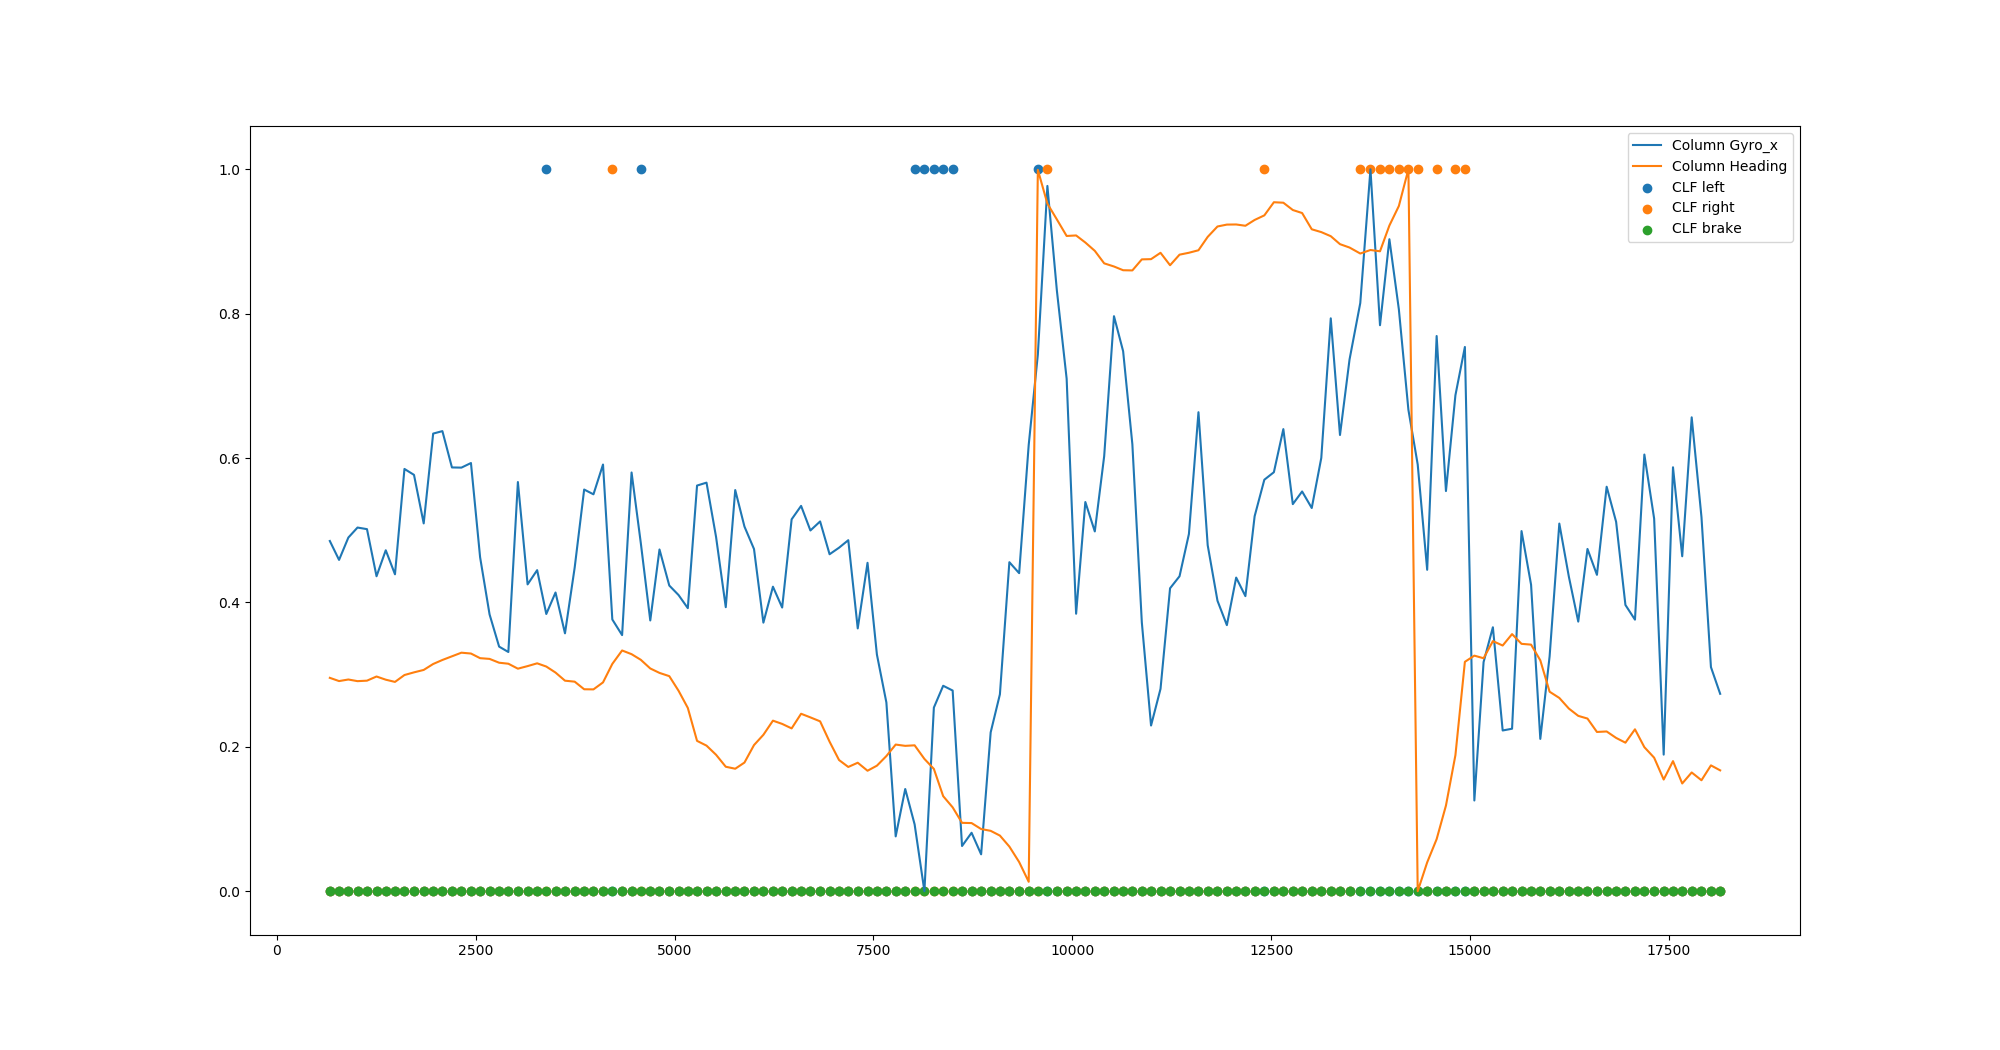 Column Gyro_x
Column Heading
CLF left
CLF right
CLF brake
1.0
0.8
0.6
0.4
0.2
0.0
0 2500 5000 7500 10000 12500 15000 17500